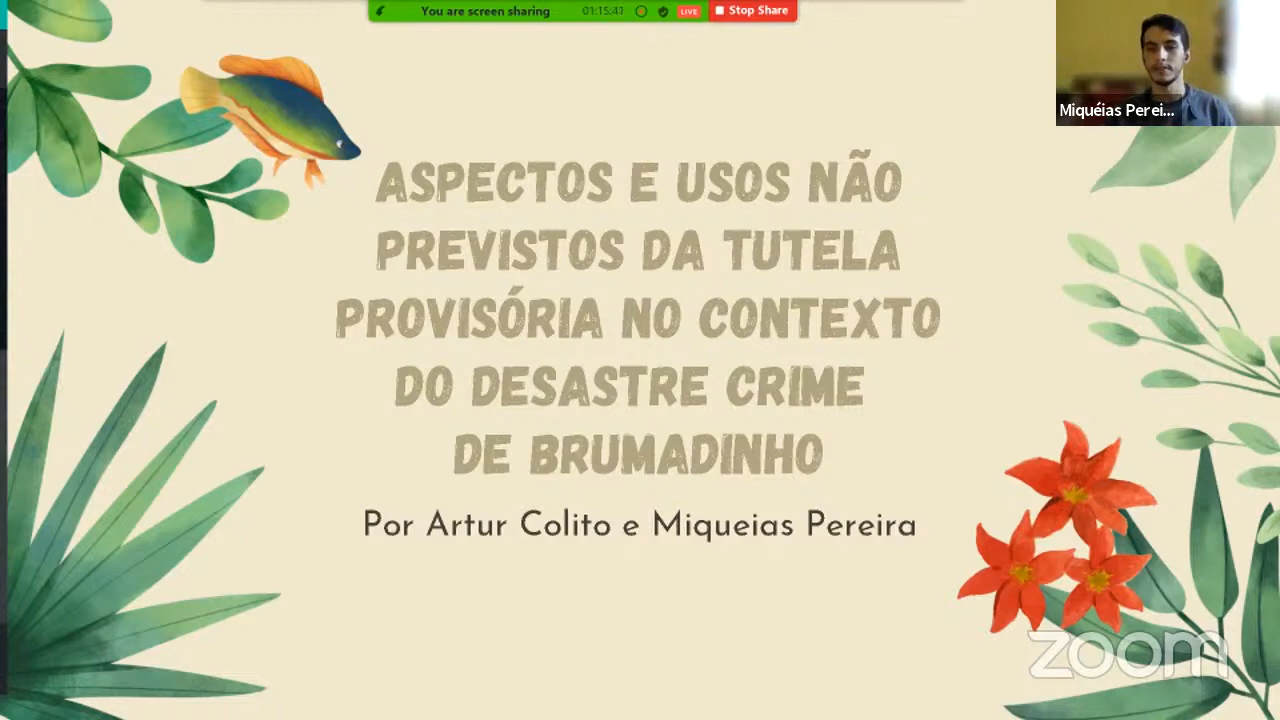 You are screen sharing
01:15:41
LIVE
Stop Share
Miquéias Perei...
ASPECTOS E USOS NÃO
PREVISTOS DA TUTELA
PROVISÓRIA NO CONTEXTO
DO DESASTRE CRIME
DE BRUMADINHO
Por Artur Colito e Miqueias Pereira
zoom